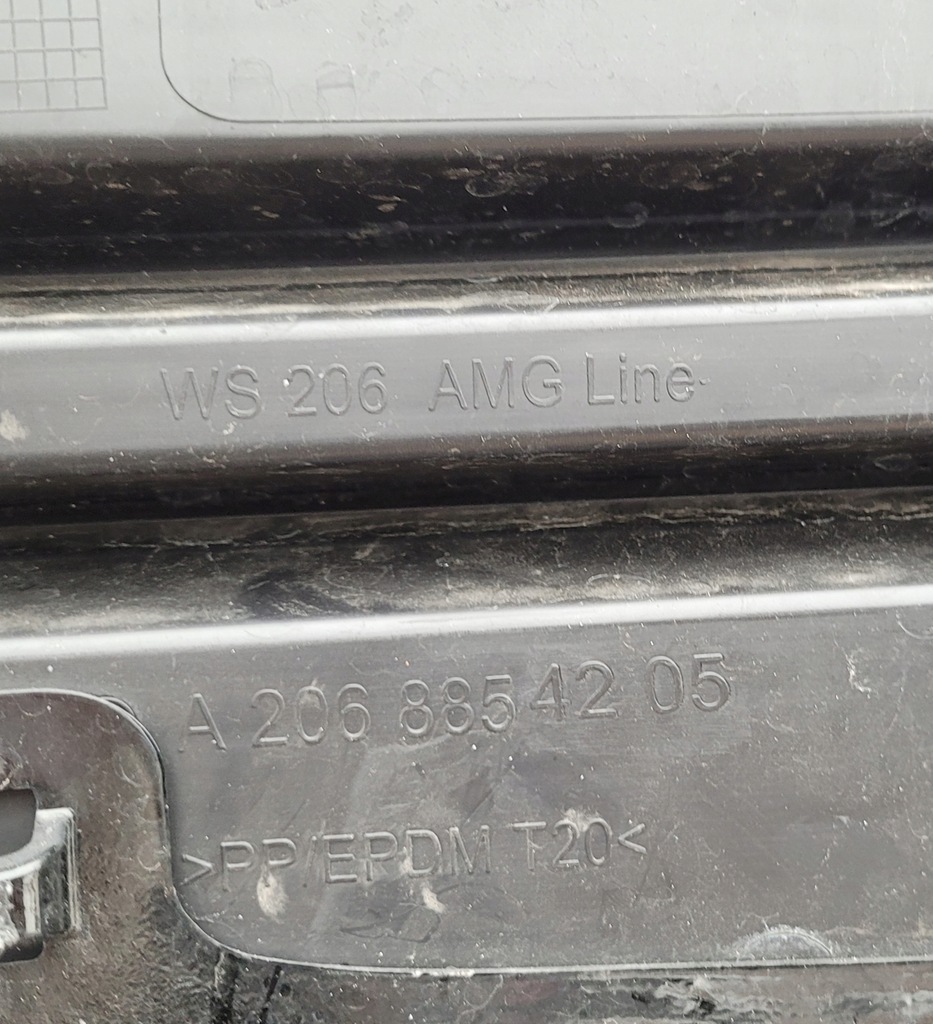 WS 206 AMG Line
A 206 885 42 05
>PP/EPDM T20<